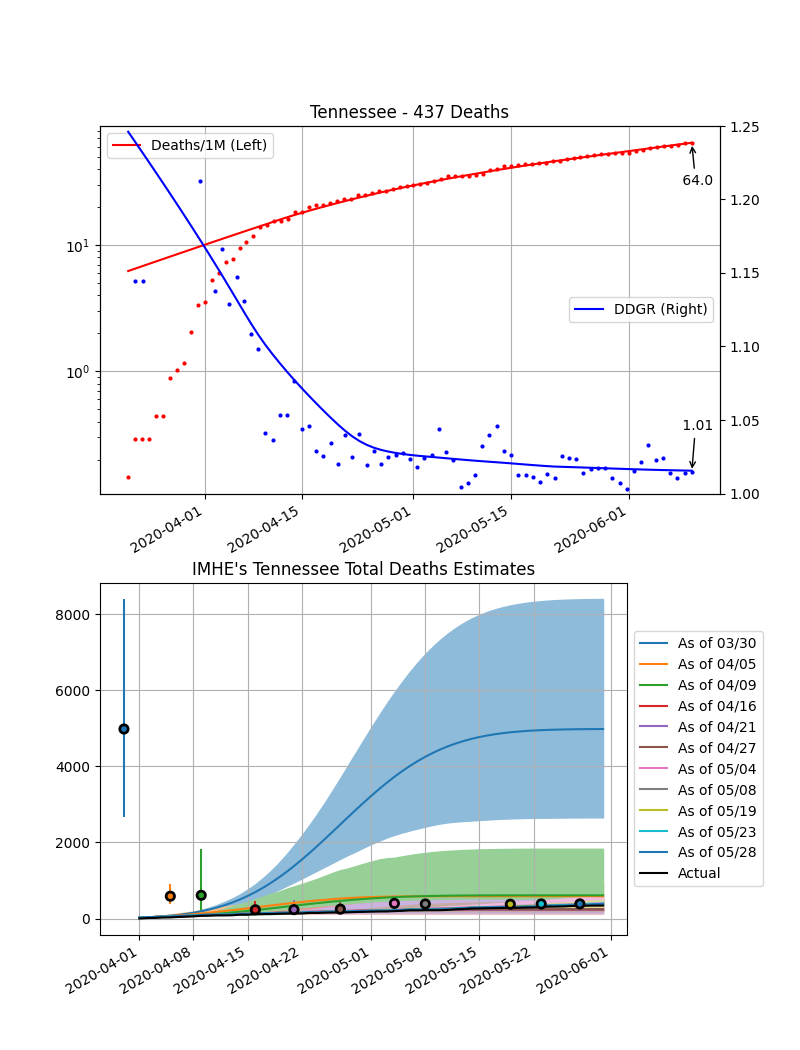 Tennessee - 437 Deaths
Deaths/1M (Left)
DDGR (Right)
64.0
1.01
10¹
10⁰
1.25
1.20
1.15
1.10
1.05
1.00
2020-04-01
2020-04-15
2020-05-01
2020-05-15
2020-06-01
IMHE's Tennessee Total Deaths Estimates
8000
6000
4000
2000
0
2020-04-01
2020-04-08
2020-04-15
2020-04-22
2020-05-01
2020-05-08
2020-05-15
2020-05-22
2020-06-01
As of 03/30
As of 04/05
As of 04/09
As of 04/16
As of 04/21
As of 04/27
As of 05/04
As of 05/08
As of 05/19
As of 05/23
As of 05/28
Actual